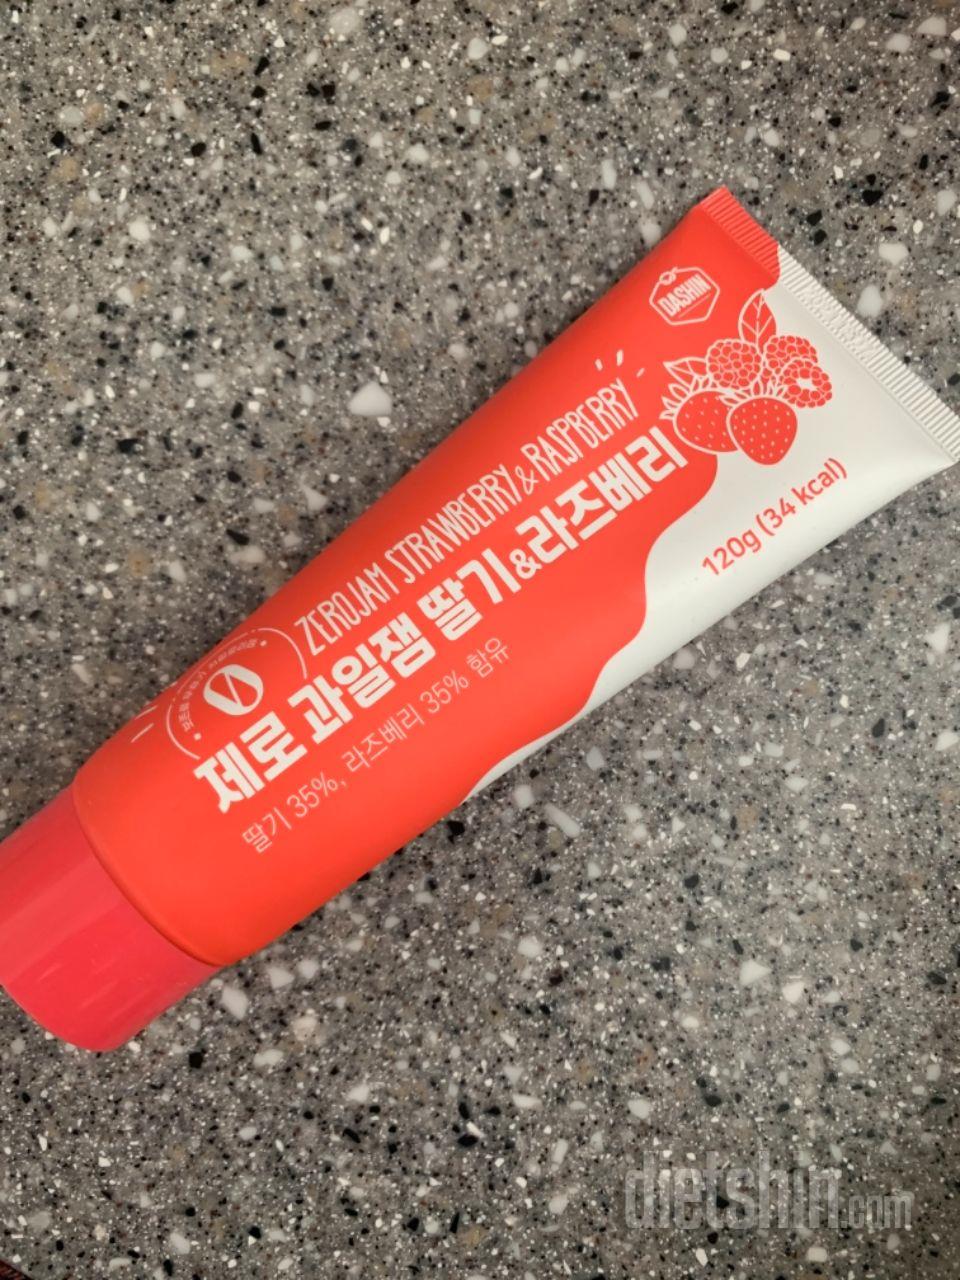 DASHIN
ZEROJAM STRAWBERRY & RASPBERRY
제로 과일잼 딸기&라즈베리
딸기 35%, 라즈베리 35% 함유
120g (34 kcal)
dietshin.com